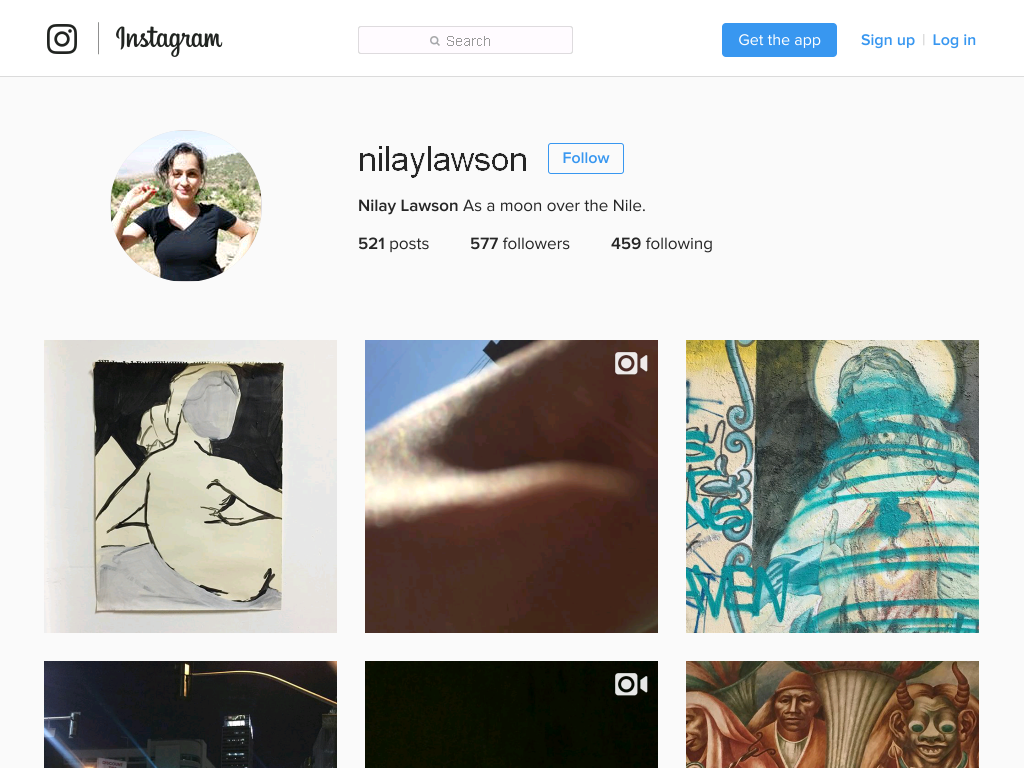 Instagram
Search
Get the app
Sign up | Log in
nilaylawson
Follow
Nilay Lawson As a moon over the Nile.
521 posts 577 followers 459 following